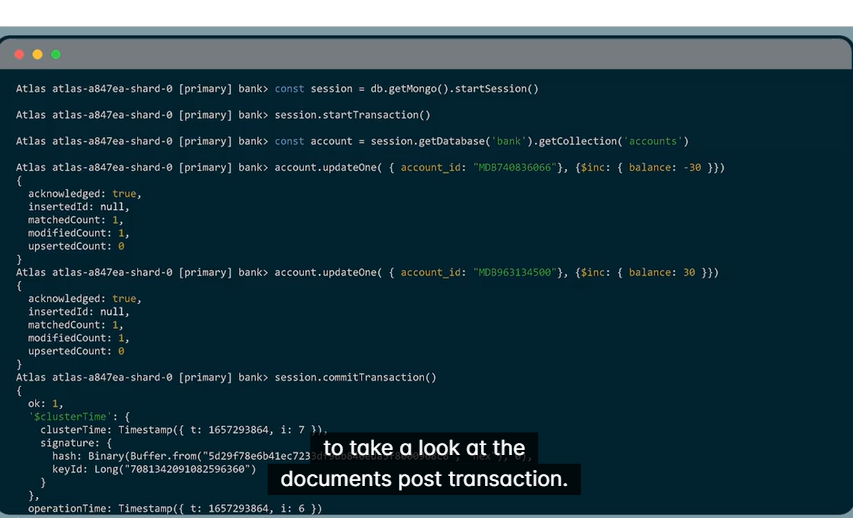 Atlas atlas-a847ea-shard-0 [primary] bank> const session = db.getMongo().startSession()
Atlas atlas-a847ea-shard-0 [primary] bank> session.startTransaction()
Atlas atlas-a847ea-shard-0 [primary] bank> const account = session.getDatabase('bank').getCollection('accounts')
Atlas atlas-a847ea-shard-0 [primary] bank> account.updateOne( { account_id: "MDB740836066"}, {$inc: { balance: -30 }})
{
acknowledged: true,
insertedId: null,
matchedCount: 1,
modifiedCount: 1,
upsertedCount: 0
}
Atlas atlas-a847ea-shard-0 [primary] bank> account.updateOne( { account_id: "MDB963134500"}, {$inc: { balance: 30 }})
{
acknowledged: true,
insertedId: null,
matchedCount: 1,
modifiedCount: 1,
upsertedCount: 0
}
Atlas atlas-a847ea-shard-0 [primary] bank> session.commitTransaction()
{
ok: 1,
'$clusterTime': {
clusterTime: Timestamp({ t: 1657293864, i: 7 }),
signature: {
hash: Binary(Buffer.from("5d29f78e6b41ec7233
keyId: Long("7081342091082596360")
}
},
operationTime: Timestamp({ t: 1657293864, i: 6 })
to take a look at the
documents post transaction.